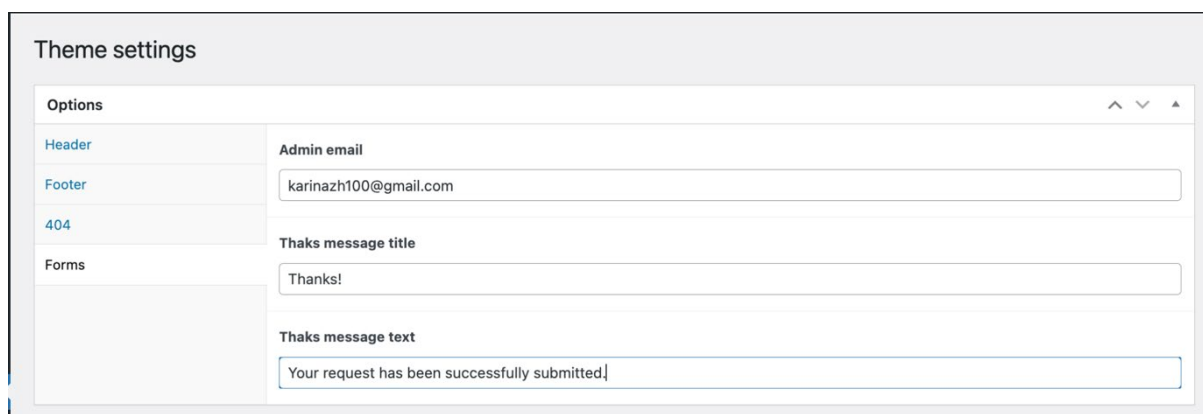 Theme settings
Options
Header
Footer
404
Forms
Admin email
karinazh100@gmail.com
Thaks message title
Thanks!
Thaks message text
Your request has been successfully submitted.